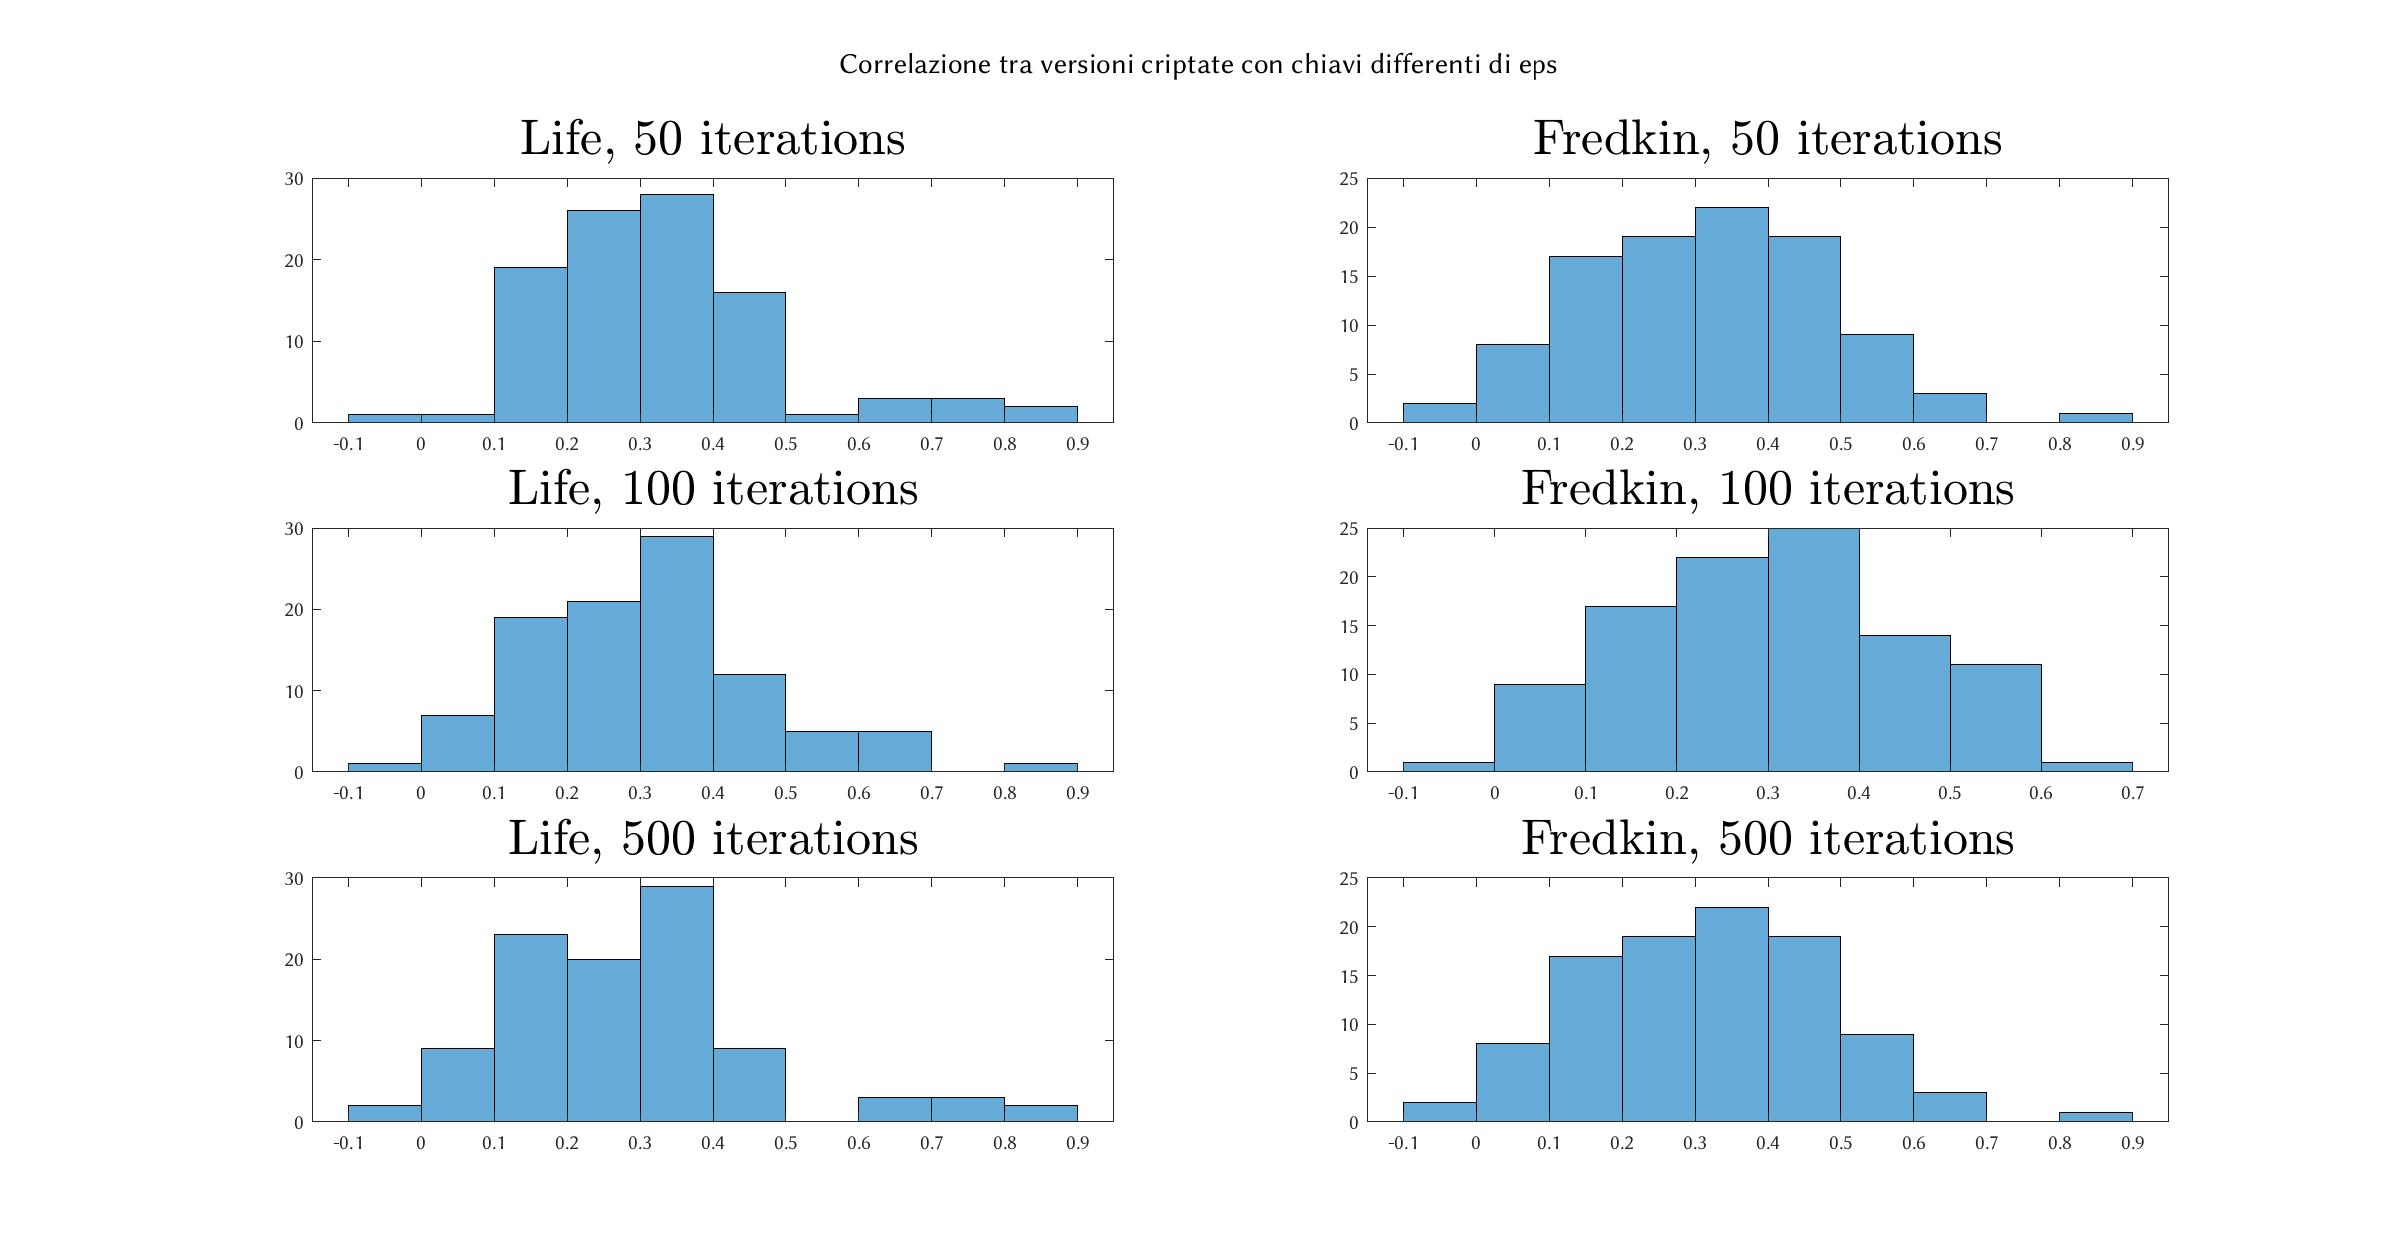 Correlazione tra versioni criptate con chiavi differenti di eps
Life, 50 iterations
30
20
10
0
-0.1 0 0.1 0.2 0.3 0.4 0.5 0.6 0.7 0.8 0.9
Fredkin, 50 iterations
25
20
15
10
5
0
-0.1 0 0.1 0.2 0.3 0.4 0.5 0.6 0.7 0.8 0.9
Life, 100 iterations
30
20
10
0
-0.1 0 0.1 0.2 0.3 0.4 0.5 0.6 0.7 0.8 0.9
Fredkin, 100 iterations
25
20
15
10
5
0
-0.1 0 0.1 0.2 0.3 0.4 0.5 0.6 0.7
Life, 500 iterations
30
20
10
0
-0.1 0 0.1 0.2 0.3 0.4 0.5 0.6 0.7 0.8 0.9
Fredkin, 500 iterations
25
20
15
10
5
0
-0.1 0 0.1 0.2 0.3 0.4 0.5 0.6 0.7 0.8 0.9